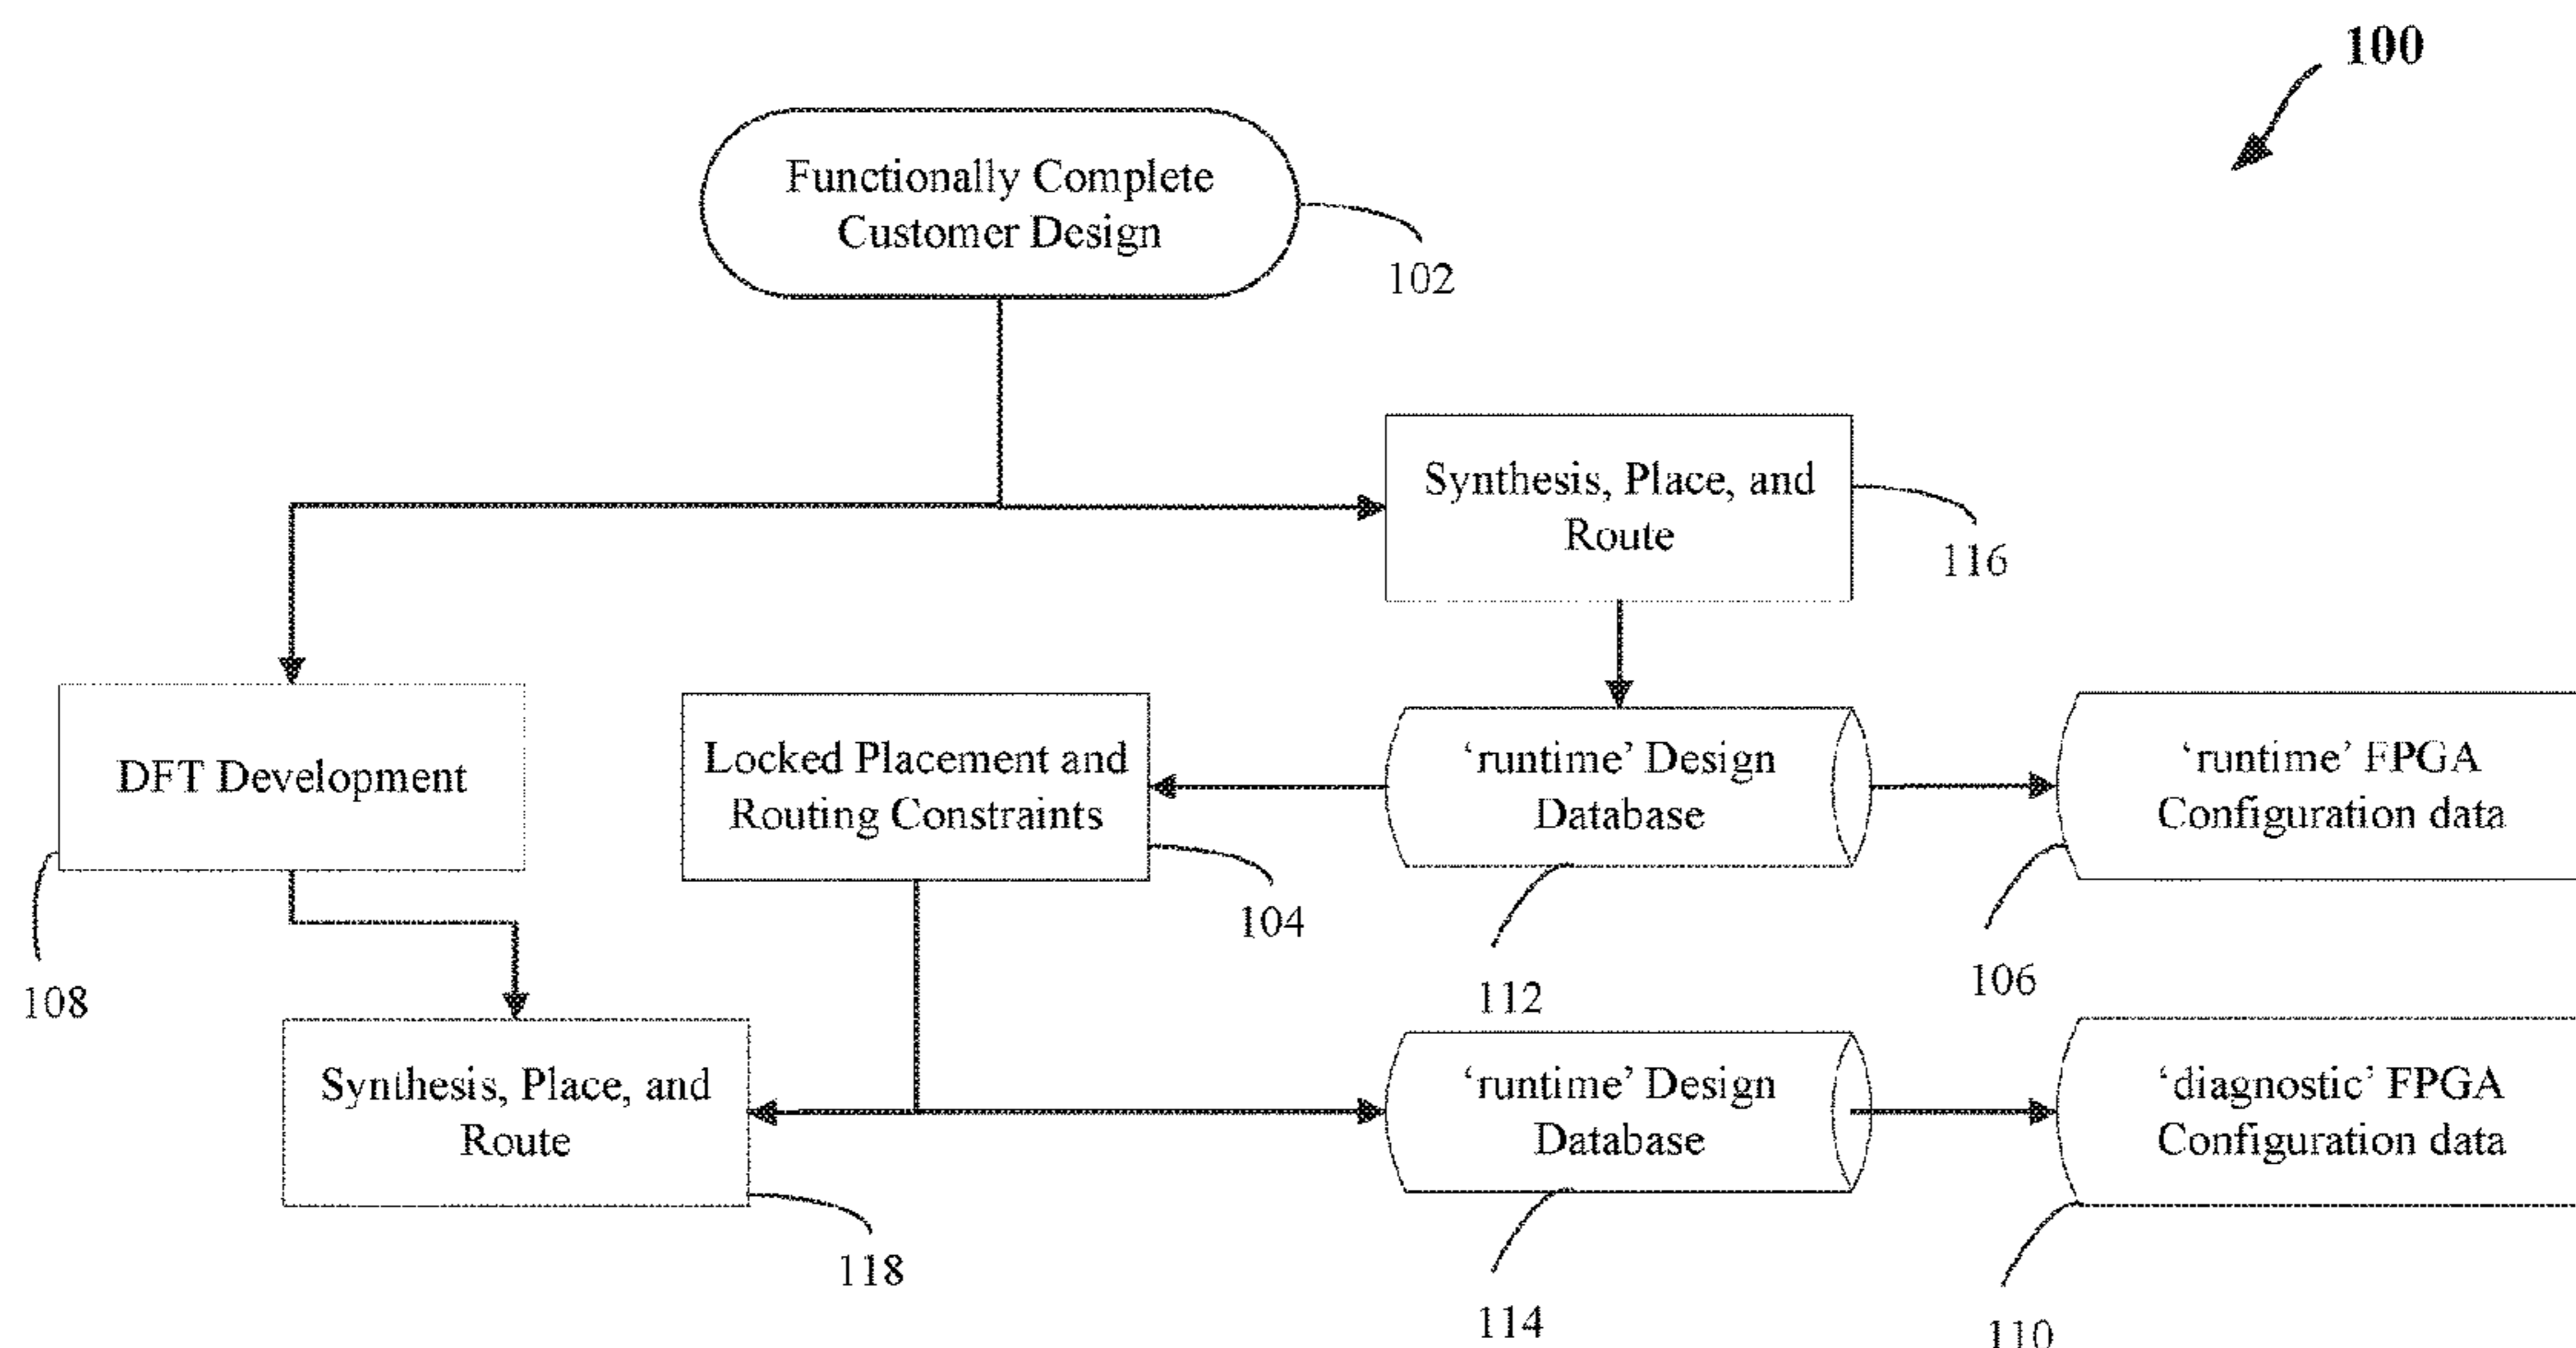 100
Functionally Complete
Customer Design
102
Synthesis, Place, and
Route
116
DFT Development
108
Locked Placement and
Routing Constraints
104
‘runtime’ Design
Database
112
‘runtime’ FPGA
Configuration data
106
Synthesis, Place, and
Route
118
‘runtime’ Design
Database
114
‘diagnostic’ FPGA
Configuration data
110